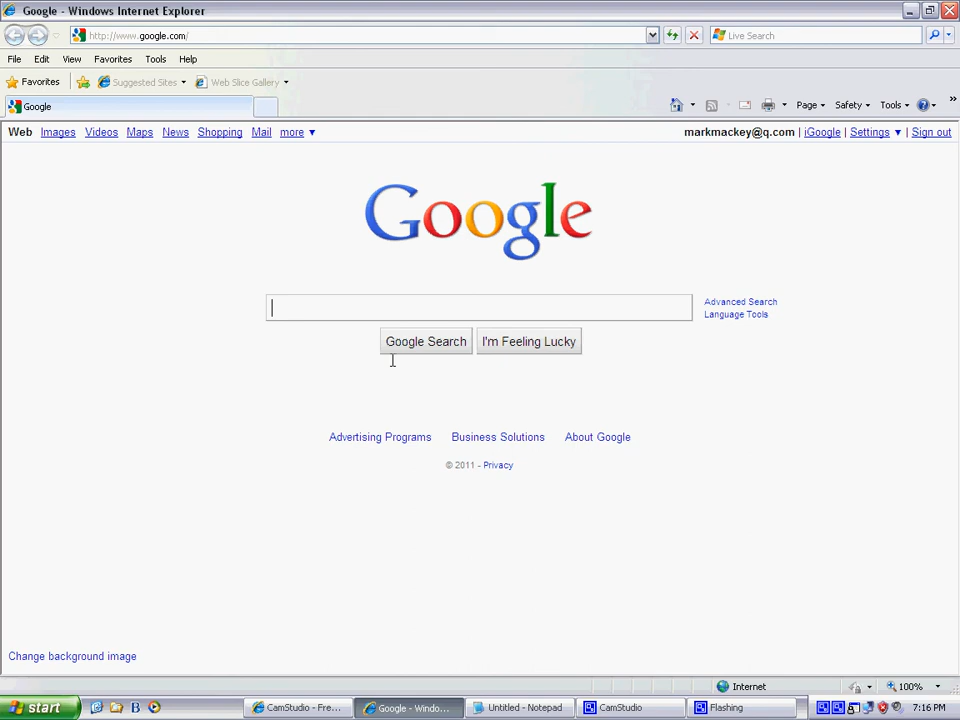 Google - Windows Internet Explorer
http://www.google.com/
Live Search
File Edit View Favorites Tools Help
Favorites Suggested Sites Web Slice Gallery
Google
Page Safety Tools
Web Images Videos Maps News Shopping Mail more
markmackey@q.com | iGoogle | Settings | Sign out
Google
Advanced Search
Language Tools
Google Search I'm Feeling Lucky
Advertising Programs Business Solutions About Google
© 2011 - Privacy
Change background image
Internet
100%
start
CamStudio - Fre...
Google - Windo...
Untitled - Notepad
CamStudio
Flashing
7:16 PM